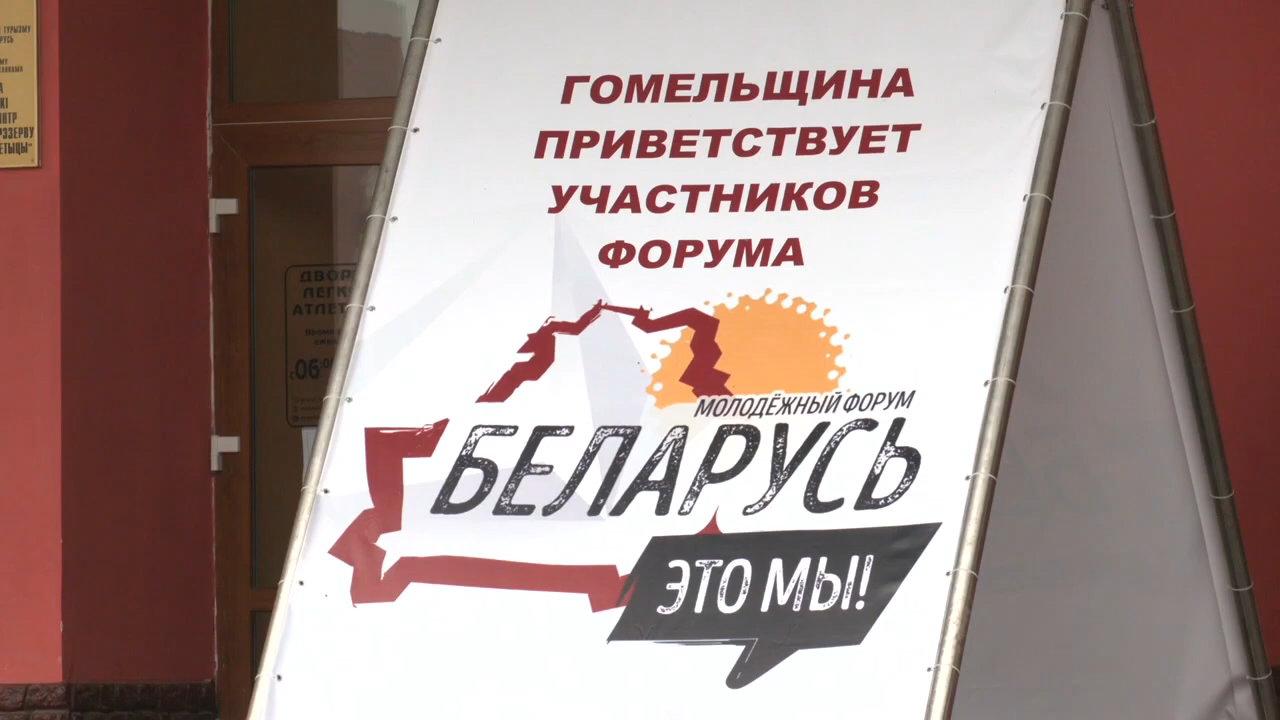 ГОМЕЛЬЩИНА
ПРИВЕТСТВУЕТ
УЧАСТНИКОВ
ФОРУМА
МОЛОДЁЖНЫЙ ФОРУМ
БЕЛАРУСЬ
ЭТО МЫ!